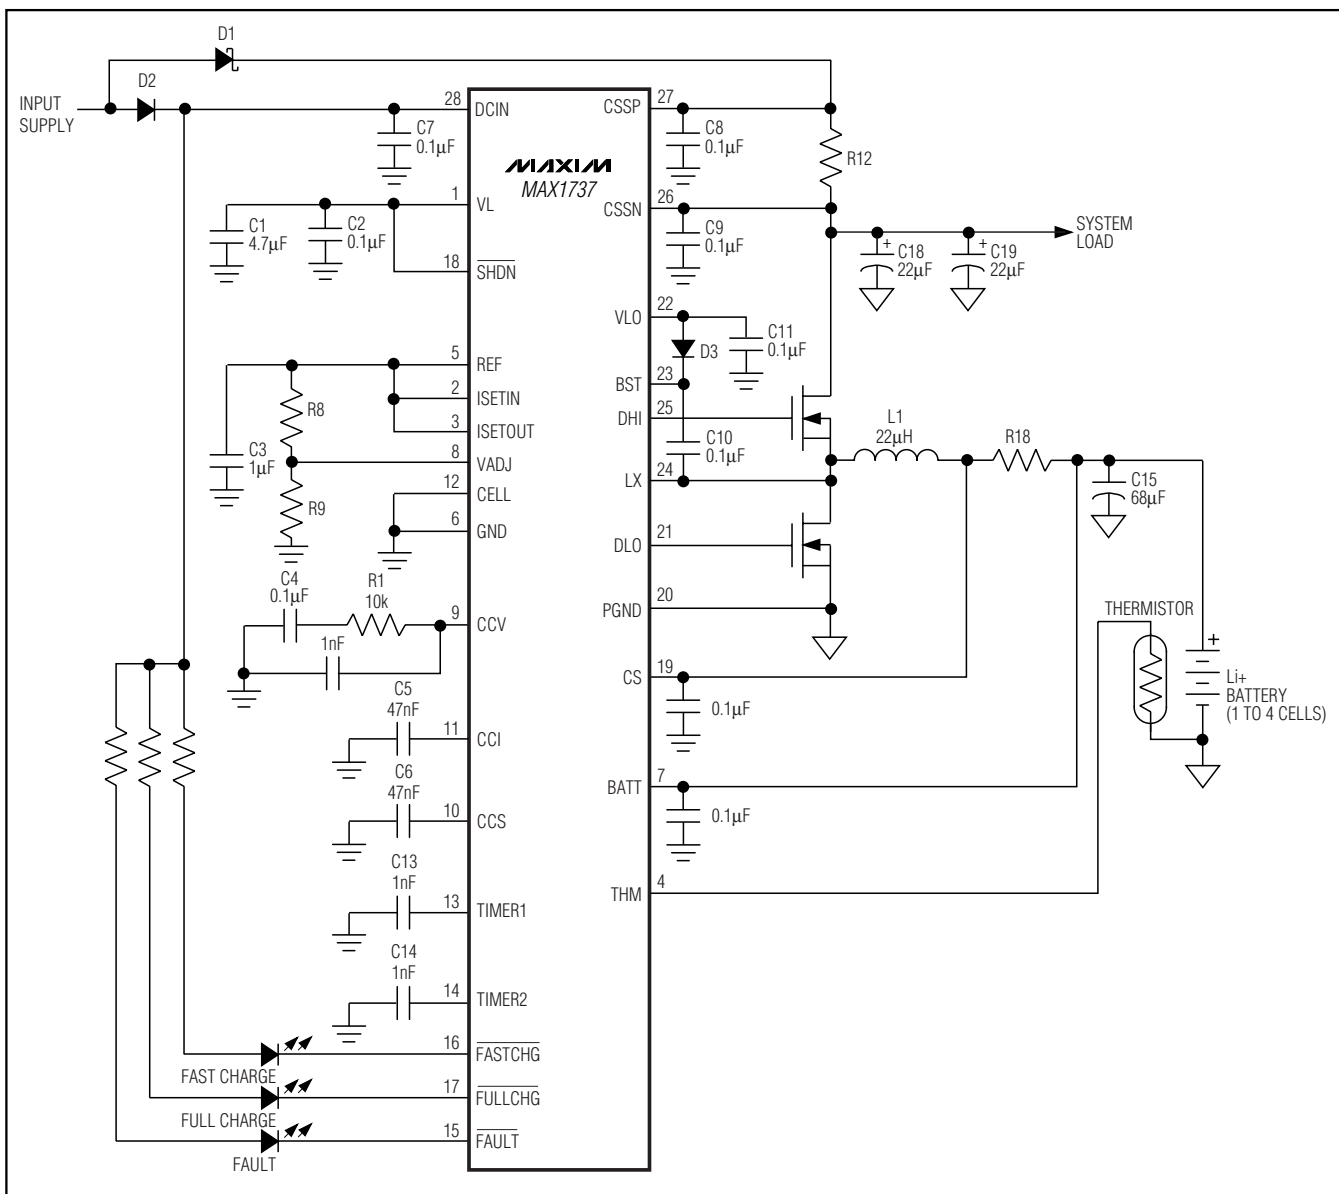 D1
D2
INPUT
SUPPLY
28
DCIN
C7
0.1µF
MAXIM
MAX1737
27
CSSP
C8
0.1µF
R12
1
VL
C1
4.7µF
C2
0.1µF
18
SHDN
26
CSSN
C9
0.1µF
SYSTEM
LOAD
C18
22µF
C19
22µF
+
+
22
VLO
C11
0.1µF
D3
23
BST
25
DHI
C10
0.1µF
24
LX
5
REF
2
ISETIN
3
ISETOUT
8
VADJ
12
CELL
6
GND
R8
R9
C3
1µF
L1
22µH
R18
C15
68µF
21
DLO
20
PGND
C4
0.1µF
R1
10k
9
CCV
1nF
THERMISTOR
+
Li+
BATTERY
(1 TO 4 CELLS)
19
CS
0.1µF
C5
47nF
11
CCI
C6
47nF
10
CCS
7
BATT
0.1µF
C13
1nF
13
TIMER1
4
THM
C14
1nF
14
TIMER2
16
FASTCHG
FAST CHARGE
17
FULLCHG
FULL CHARGE
15
FAULT
FAULT